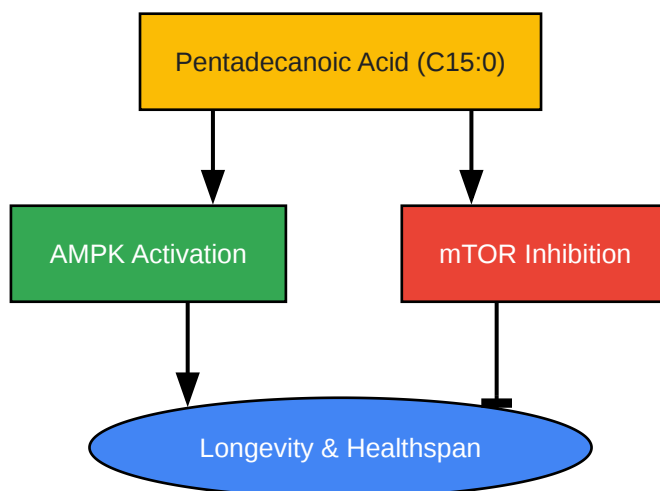 Pentadecanoic Acid (C15:0)
AMPK Activation
mTOR Inhibition
Longevity & Healthspan